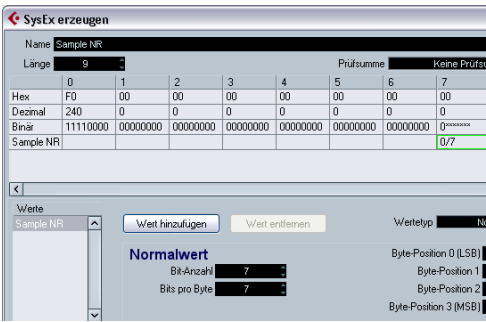 SysEx erzeugen
Name Sample NR
Länge 9 Prüfsumme Keine
0 1 2 3 4 5 6 7
Hex F0 00 00 00 00 00 00 00
Dezimal 240 0 0 0 0 0 0 0
Binär 11110000 00000000 00000000 00000000 00000000 00000000 00000000 0*******
Sample NR 0/7
Werte
Sample NR
Wert hinzufügen Wert entfernen Wertetyp
Normalwert
Byte-Position 0 (LSB)
Bit-Anzahl 7 Byte-Position 1
Bits pro Byte 7 Byte-Position 2
Byte-Position 3 (MSB)